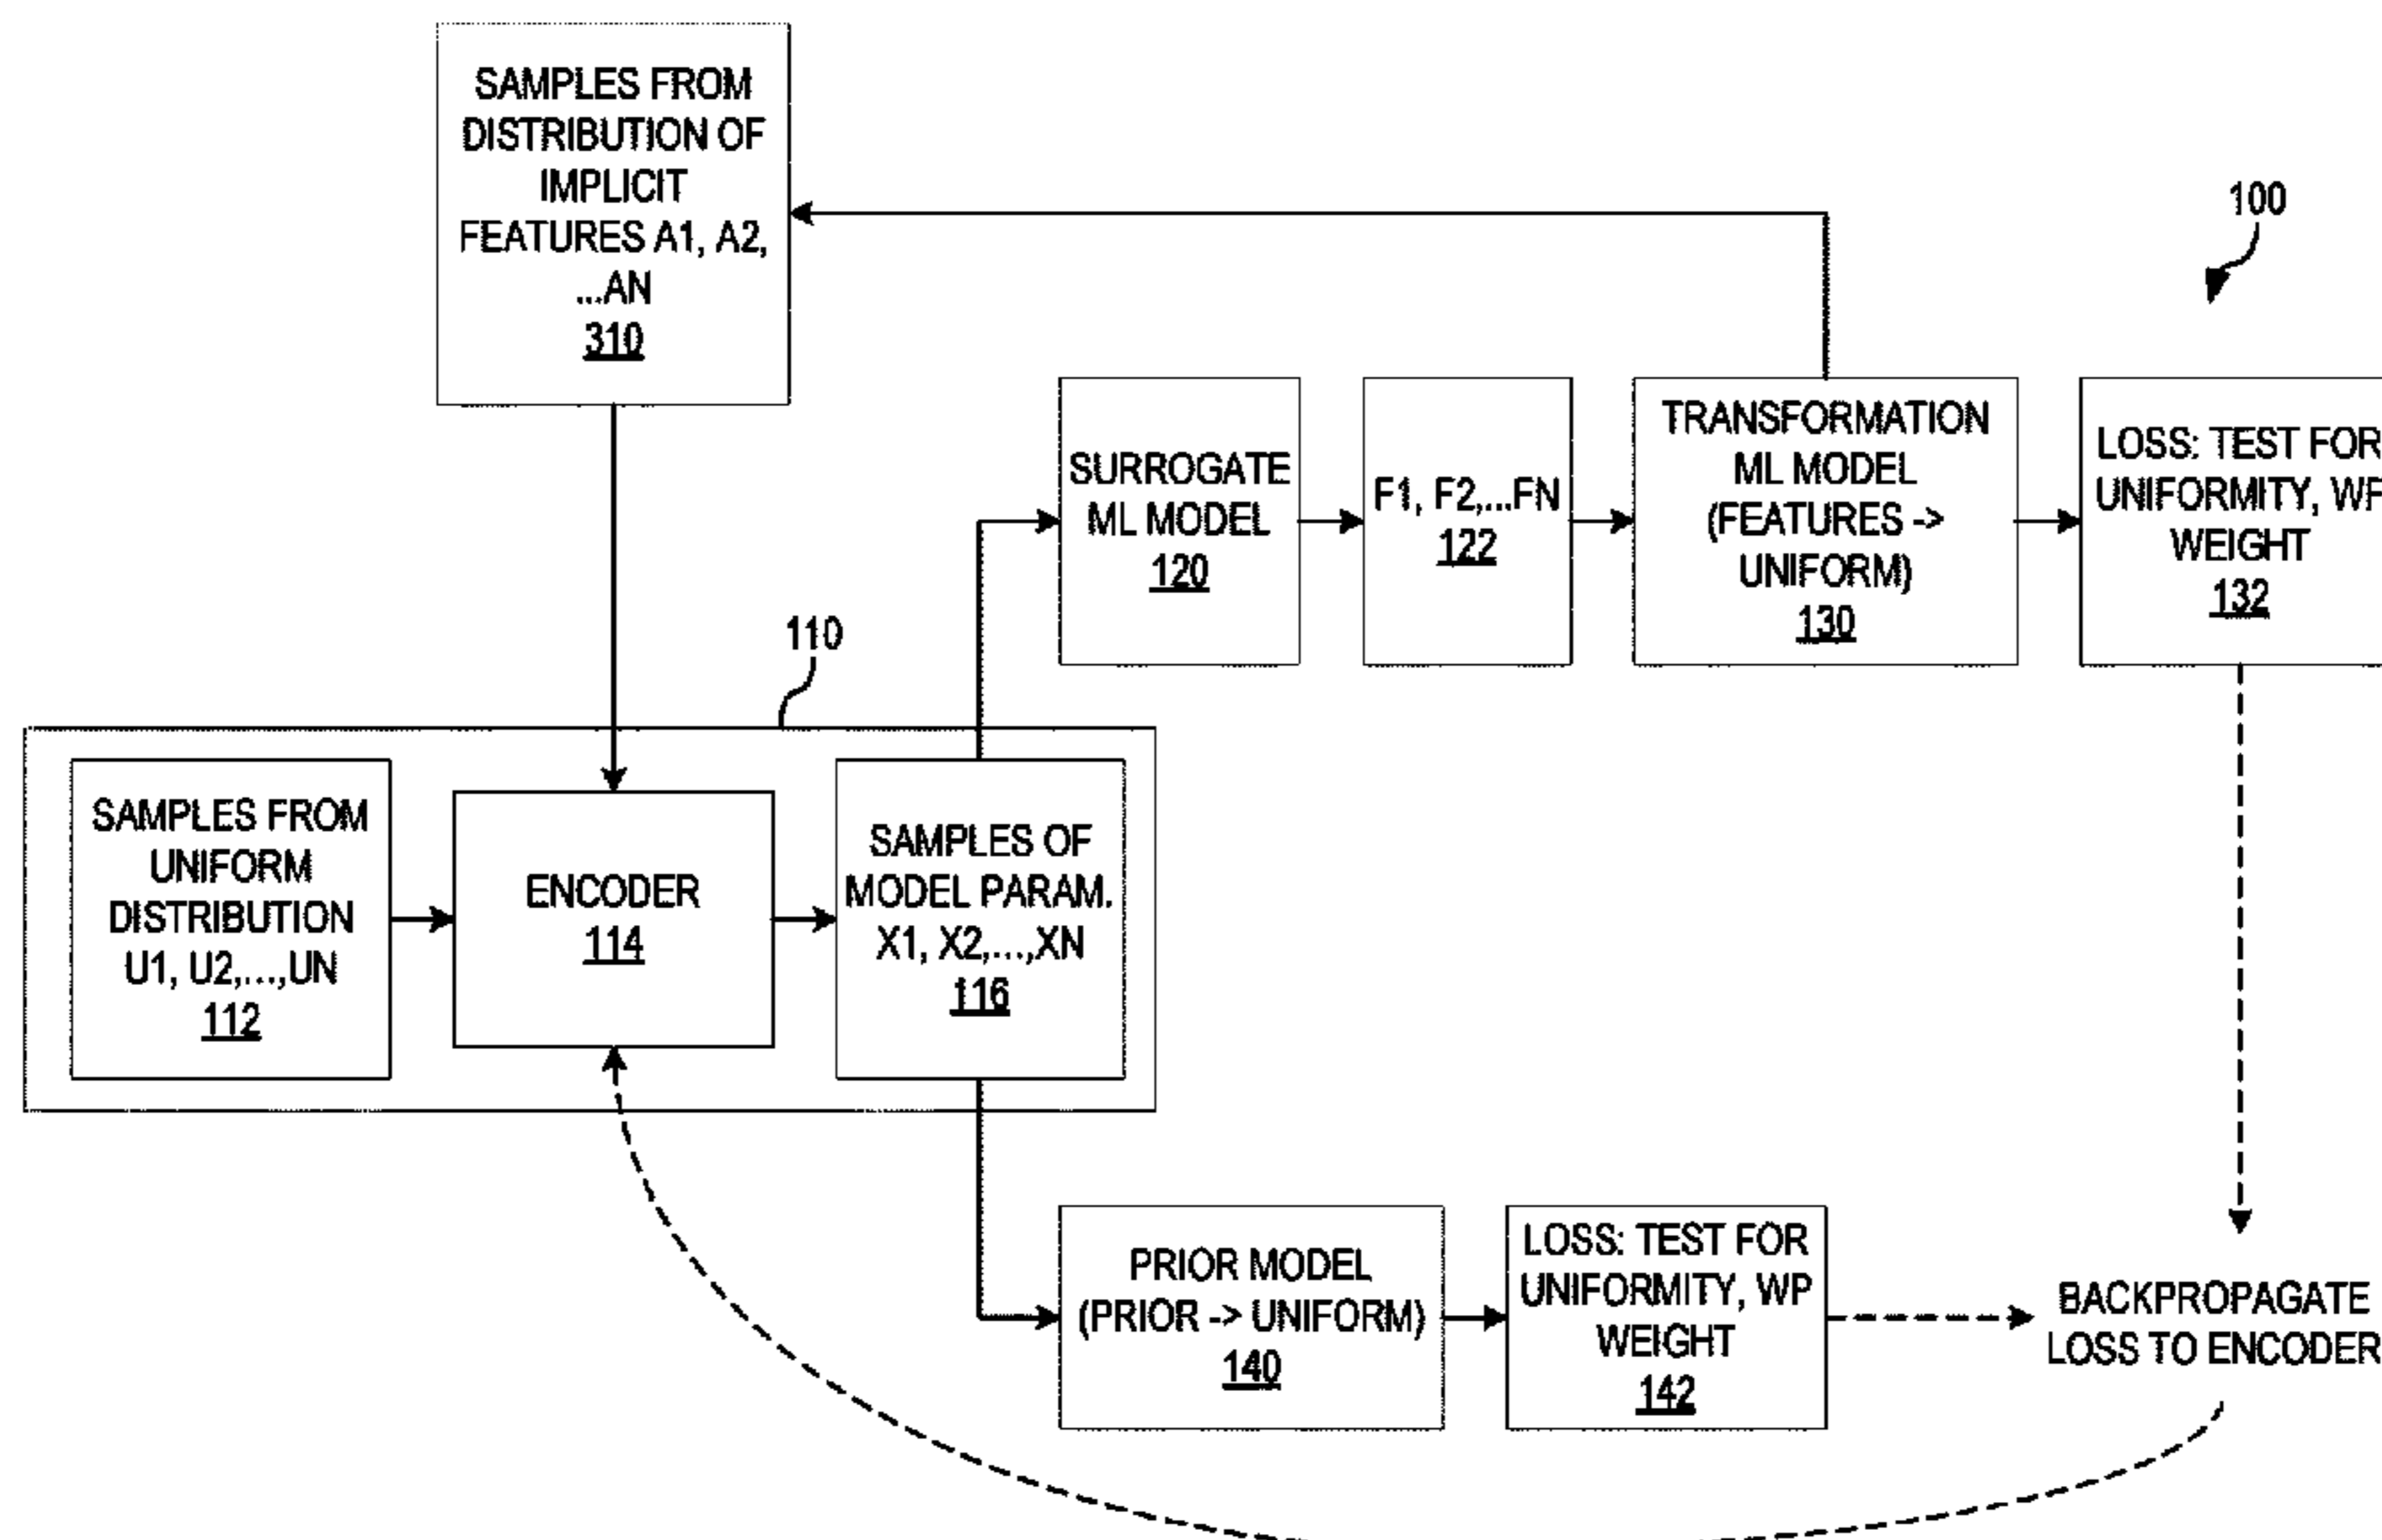 SAMPLES FROM
DISTRIBUTION OF
IMPLICIT
FEATURES A1, A2,
...AN
310
100
SURROGATE
ML MODEL
120
F1, F2,...FN
122
TRANSFORMATION
ML MODEL
(FEATURES ->
UNIFORM)
130
LOSS: TEST FOR
UNIFORMITY, WP
WEIGHT
132
110
SAMPLES FROM
UNIFORM
DISTRIBUTION
U1, U2,...,UN
112
ENCODER
114
SAMPLES OF
MODEL PARAM.
X1, X2,...,XN
116
PRIOR MODEL
(PRIOR -> UNIFORM)
140
LOSS: TEST FOR
UNIFORMITY, WP
WEIGHT
142
BACKPROPAGATE
LOSS TO ENCODER